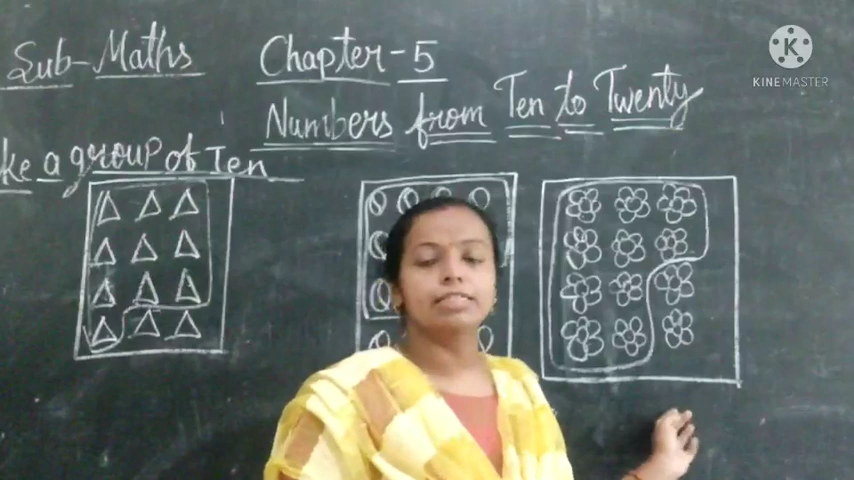 Sub-Maths
Chapter-5
Numbers from Ten to Twenty
ke a group of Ten
K
KINEMASTER